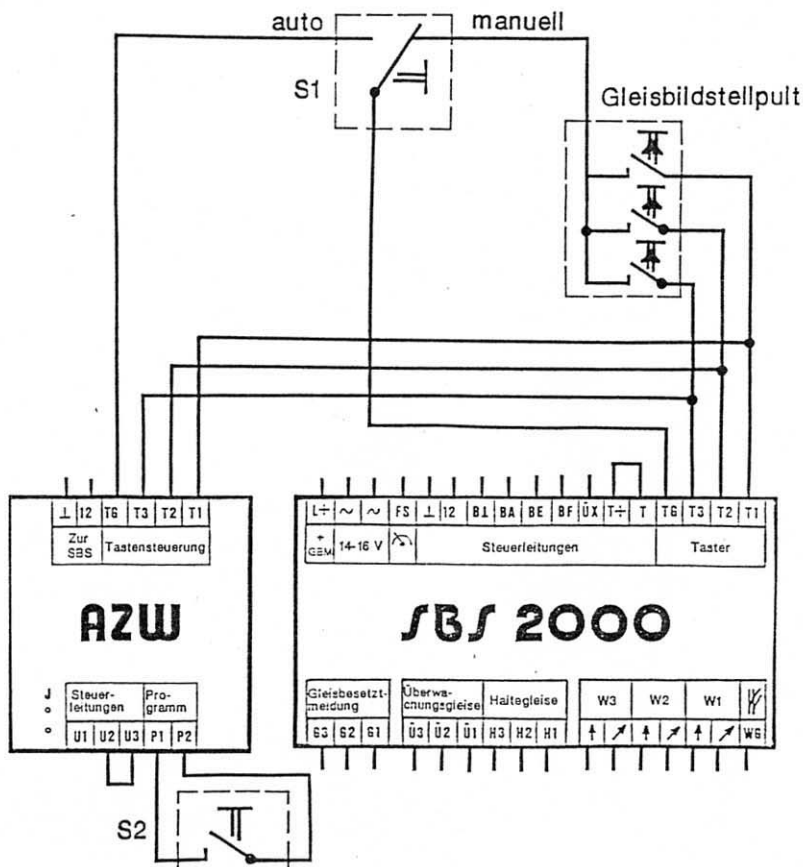 auto
manuell
S1
Gleisbildstellpult
⊥ 12 TG T3 T2 T1
Zur SBS
Tastensteuerung
AZW
J
Steuer-
leitungen
Pro-
gramm
U1 U2 U3 P1 P2
S2
L÷ ~ ~ FS ⊥ 12 B⊥ BA BE BF ÜX T÷ T TG T3 T2 T1
+
GEM
14-16 V
Steuerleitungen
Taster
SBS 2000
Gleisbesetzt-
meldung
Überwa-
chungsgleise
Haltegleise
W3 W2 W1
G3 G2 G1
Ü3 Ü2 Ü1 H3 H2 H1
WG